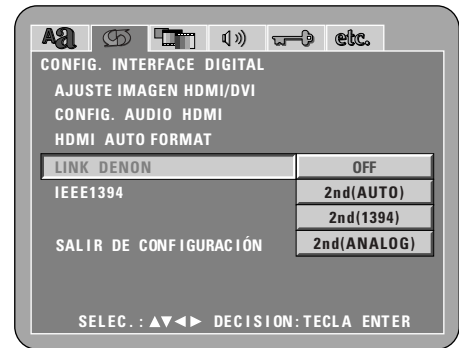 Aa etc.
CONFIG. INTERFACE DIGITAL
AJUSTE IMAGEN HDMI/DVI
CONFIG. AUDIO HDMI
HDMI AUTO FORMAT
LINK DENON OFF
IEEE1394 2nd(AUTO)
2nd(1394)
SALIR DE CONFIGURACIÓN 2nd(ANALOG)
SELEC.:▲▼◄► DECISION:TECLA ENTER